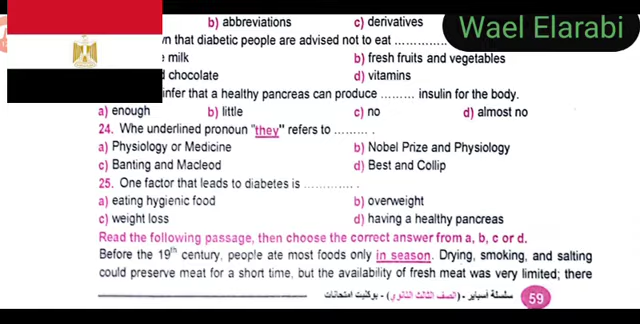 Wael Elarabi
b) abbreviations c) derivatives
n that diabetic people are advised not to eat ...............
milk b) fresh fruits and vegetables
chocolate d) vitamins
infer that a healthy pancreas can produce ......... insulin for the body.
a) enough b) little c) no d) almost no
24. Whe underlined pronoun "they" refers to ......... .
a) Physiology or Medicine b) Nobel Prize and Physiology
c) Banting and Macleod d) Best and Collip
25. One factor that leads to diabetes is ............. .
a) eating hygienic food b) overweight
c) weight loss d) having a healthy pancreas
Read the following passage, then choose the correct answer from a, b, c or d.
Before the 19th century, people ate most foods only in season. Drying, smoking, and salting
could preserve meat for a short time, but the availability of fresh meat was very limited; there
59 سلسلة أسباير - (الصف الثالث الثانوي) - بوكليت امتحانات